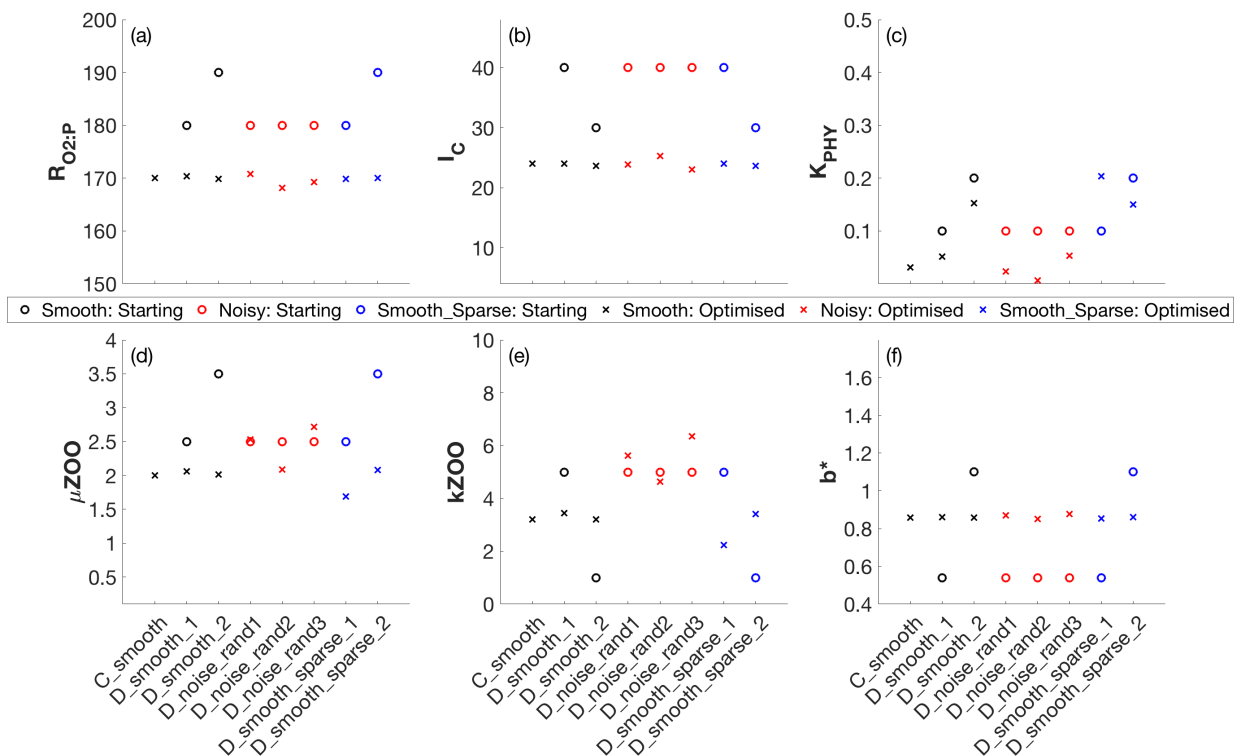 (a)
200
190
180
170
160
150
R_O2:P
(b)
40
30
20
10
I_C
(c)
0.5
0.4
0.3
0.2
0.1
K_PHY
Smooth: Starting Noisy: Starting Smooth_Sparse: Starting Smooth: Optimised Noisy: Optimised Smooth_Sparse: Optimised
(d)
4
3.5
3
2.5
2
1.5
1
0.5
μZOO
(e)
10
8
6
4
2
0
kZOO
(f)
1.6
1.4
1.2
1
0.8
0.6
0.4
b*
C_smooth
D_smooth_1
D_smooth_2
D_noise_rand1
D_noise_rand2
D_noise_rand3
D_smooth_sparse_1
D_smooth_sparse_2
C_smooth
D_smooth_1
D_smooth_2
D_noise_rand1
D_noise_rand2
D_noise_rand3
D_smooth_sparse_1
D_smooth_sparse_2
C_smooth
D_smooth_1
D_smooth_2
D_noise_rand1
D_noise_rand2
D_noise_rand3
D_smooth_sparse_1
D_smooth_sparse_2